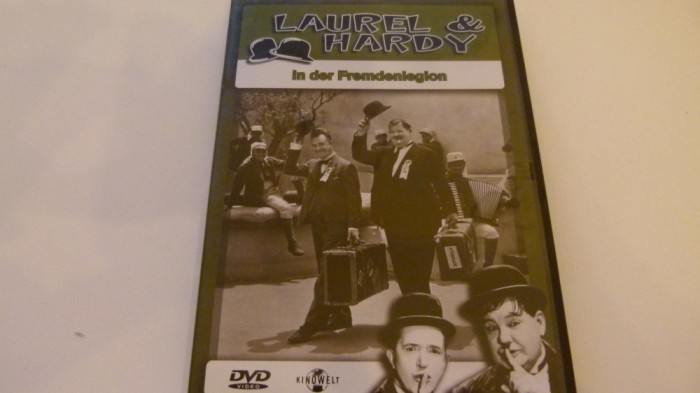 LAUREL &
HARDY
In der Fremdenlegion
DVD
VIDEO
KINOWELT